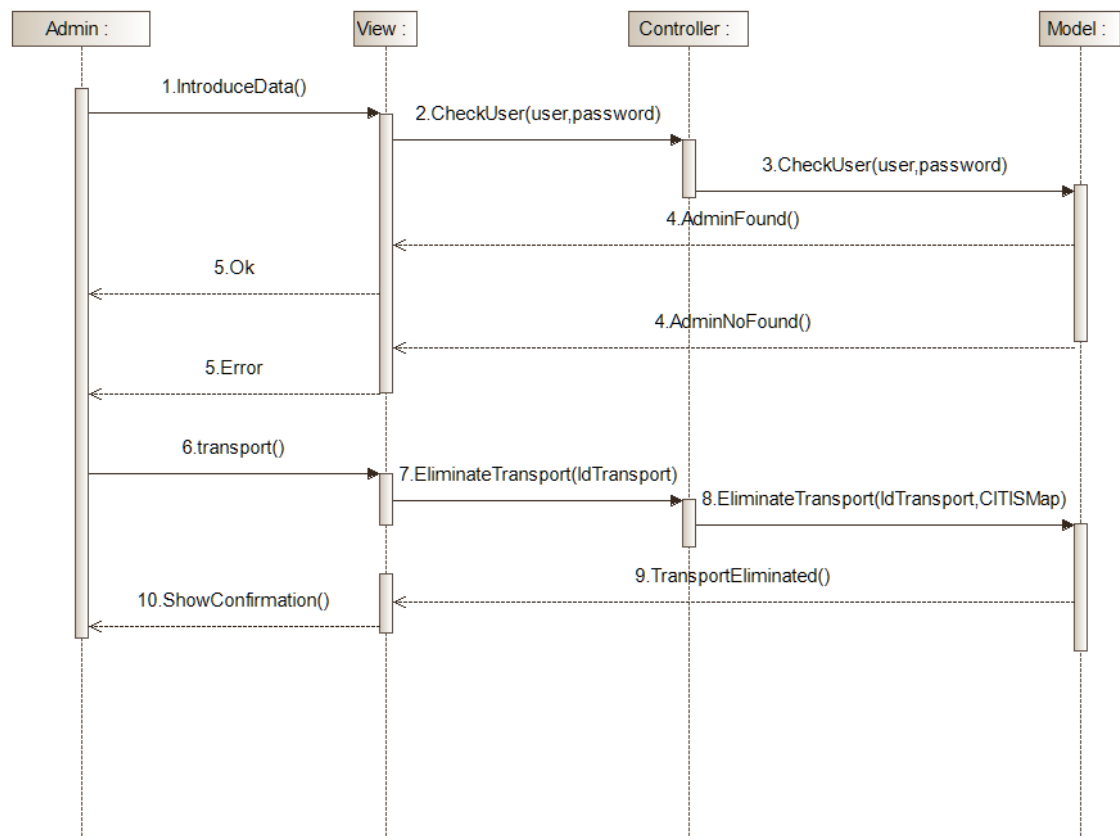 Admin :
View :
Controller :
Model :
1.IntroduceData()
2.CheckUser(user,password)
3.CheckUser(user,password)
4.AdminFound()
5.Ok
4.AdminNoFound()
5.Error
6.transport()
7.EliminateTransport(IdTransport)
8.EliminateTransport(IdTransport,CITISMap)
9.TransportEliminated()
10.ShowConfirmation()